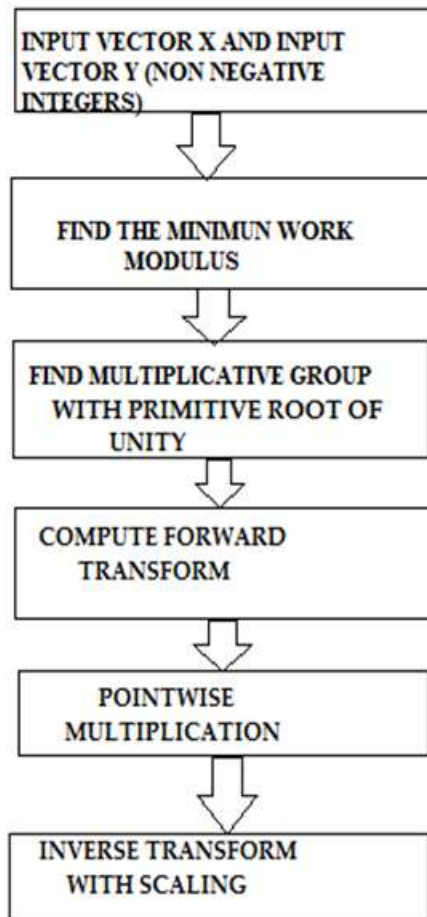 INPUT VECTOR X AND INPUT
VECTOR Y (NON NEGATIVE
INTEGERS)
FIND THE MINIMUN WORK
MODULUS
FIND MULTIPLICATIVE GROUP
WITH PRIMITIVE ROOT OF
UNITY
COMPUTE FORWARD
TRANSFORM
POINTWISE
MULTIPLICATION
INVERSE TRANSFORM
WITH SCALING